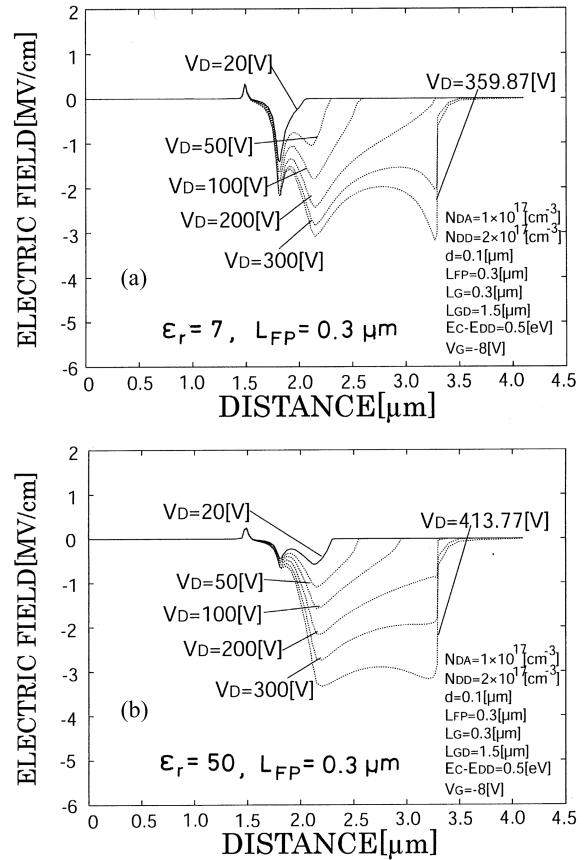 2
1
0
-1
-2
-3
-4
-5
-6
ELECTRIC FIELD[MV/cm]
VD=20[V]
VD=359.87[V]
VD=50[V]
VD=100[V]
VD=200[V]
VD=300[V]
NDA=1×10^17[cm^-3]
NDD=2×10^17[cm^-3]
d=0.1[μm]
LFP=0.3[μm]
LG=0.3[μm]
LGD=1.5[μm]
EC-EDD=0.5[eV]
VG=-8[V]
(a)
εr = 7, LFP = 0.3 μm
0 0.5 1.0 1.5 2.0 2.5 3.0 3.5 4.0 4.5
DISTANCE[μm]
2
1
0
-1
-2
-3
-4
-5
-6
ELECTRIC FIELD[MV/cm]
VD=20[V]
VD=413.77[V]
VD=50[V]
VD=100[V]
VD=200[V]
VD=300[V]
NDA=1×10^17[cm^-3]
NDD=2×10^17[cm^-3]
d=0.1[μm]
LFP=0.3[μm]
LG=0.3[μm]
LGD=1.5[μm]
EC-EDD=0.5[eV]
VG=-8[V]
(b)
εr = 50, LFP = 0.3 μm
0 0.5 1.0 1.5 2.0 2.5 3.0 3.5 4.0 4.5
DISTANCE[μm]